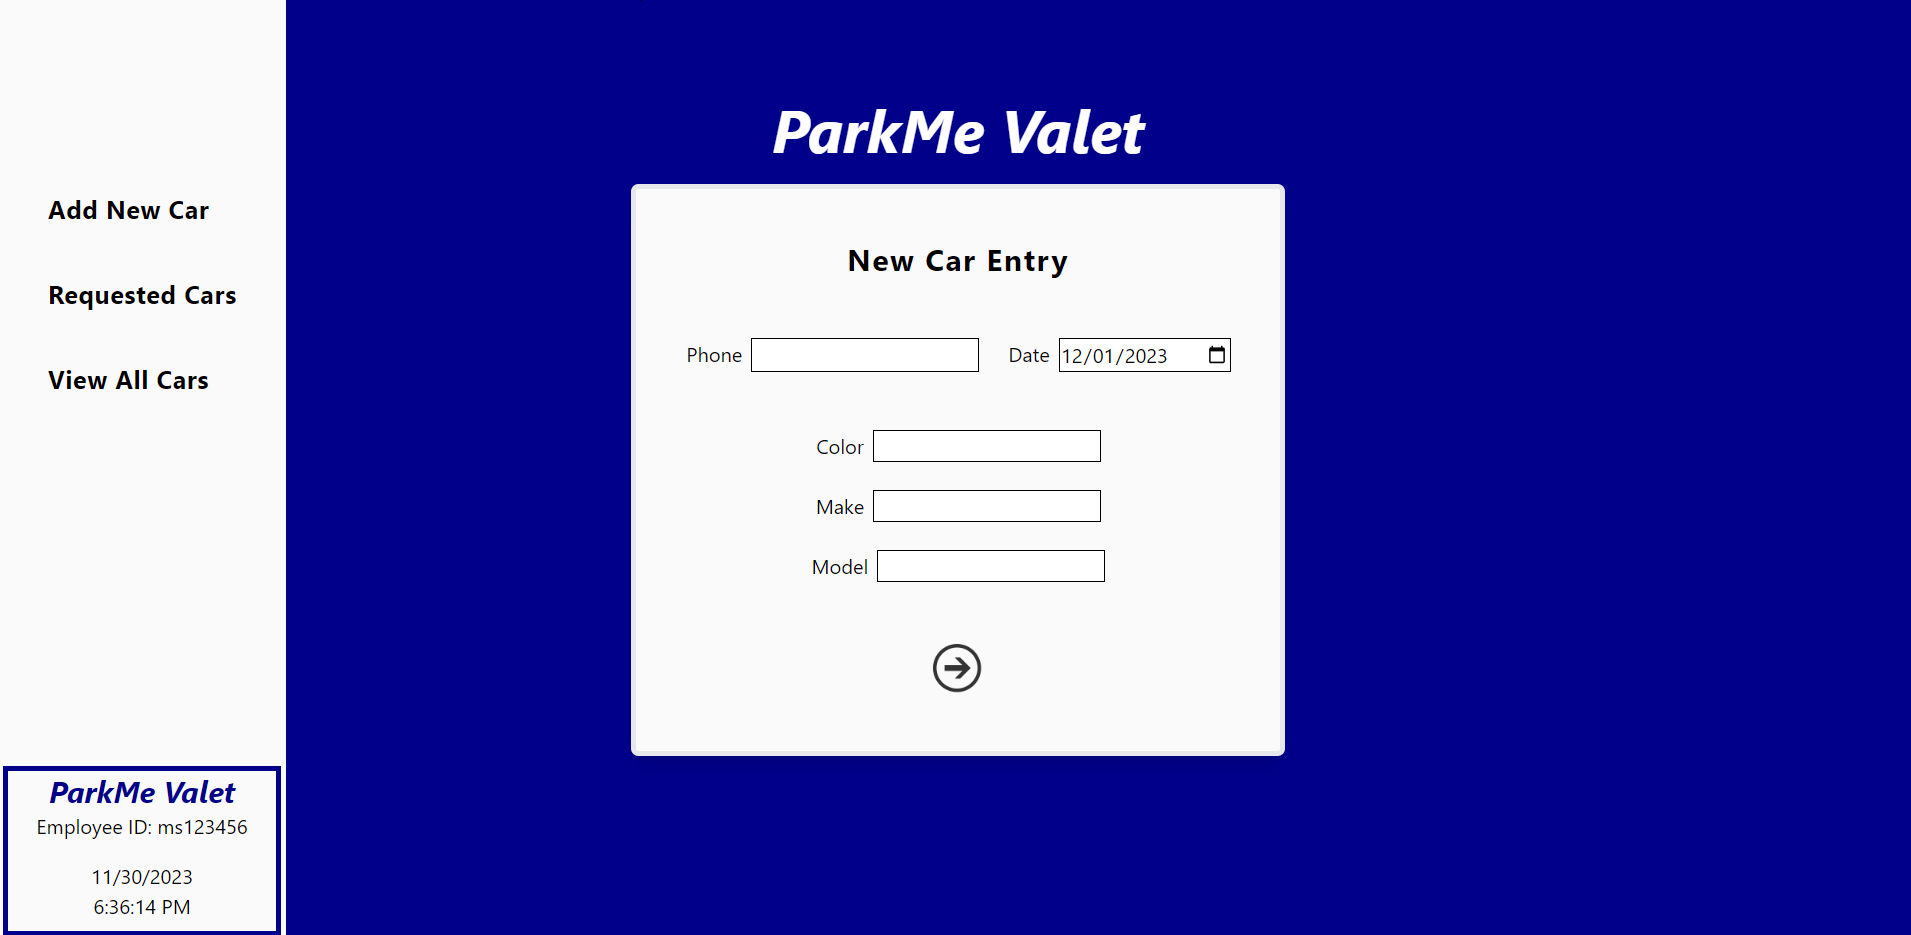 Add New Car
Requested Cars
View All Cars
ParkMe Valet
Employee ID: ms123456
11/30/2023
6:36:14 PM
ParkMe Valet
New Car Entry
Phone Date 12/01/2023
Color
Make
Model